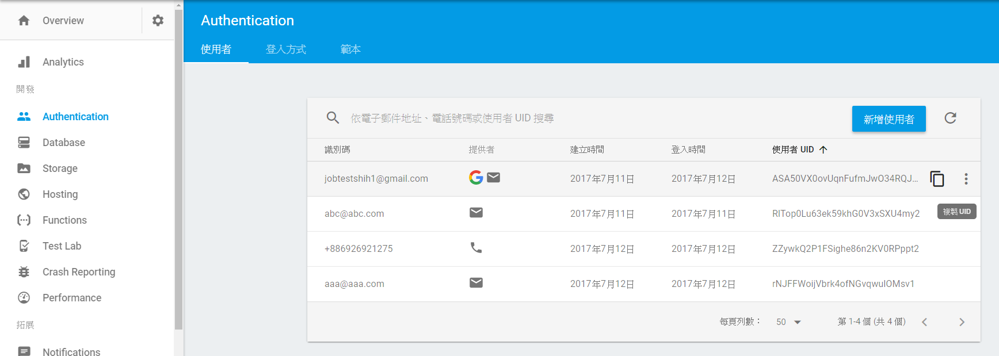 Overview
Analytics
開發
Authentication
Database
Storage
Hosting
Functions
Test Lab
Crash Reporting
Performance
拓展
Notifications
Authentication
使用者 登入方式 範本
依電子郵件地址、電話號碼或使用者 UID 搜尋
新增使用者
識別碼 提供者 建立時間 登入時間 使用者 UID
jobtestshih1@gmail.com 2017年7月11日 2017年7月12日 ASA50VX0ovUqnFufmJwO34RQJ...
abc@abc.com 2017年7月11日 2017年7月11日 RlTop0Lu63ek59khG0V3xSXU4my2
複製 UID
+886926921275 2017年7月12日 2017年7月12日 ZZywkQ2P1FSighe86n2KV0RPppt2
aaa@aaa.com 2017年7月12日 2017年7月12日 rNJFFWoijVbrk4ofNGvqwulOMsv1
每頁列數： 50 第 1-4 個 (共 4 個)